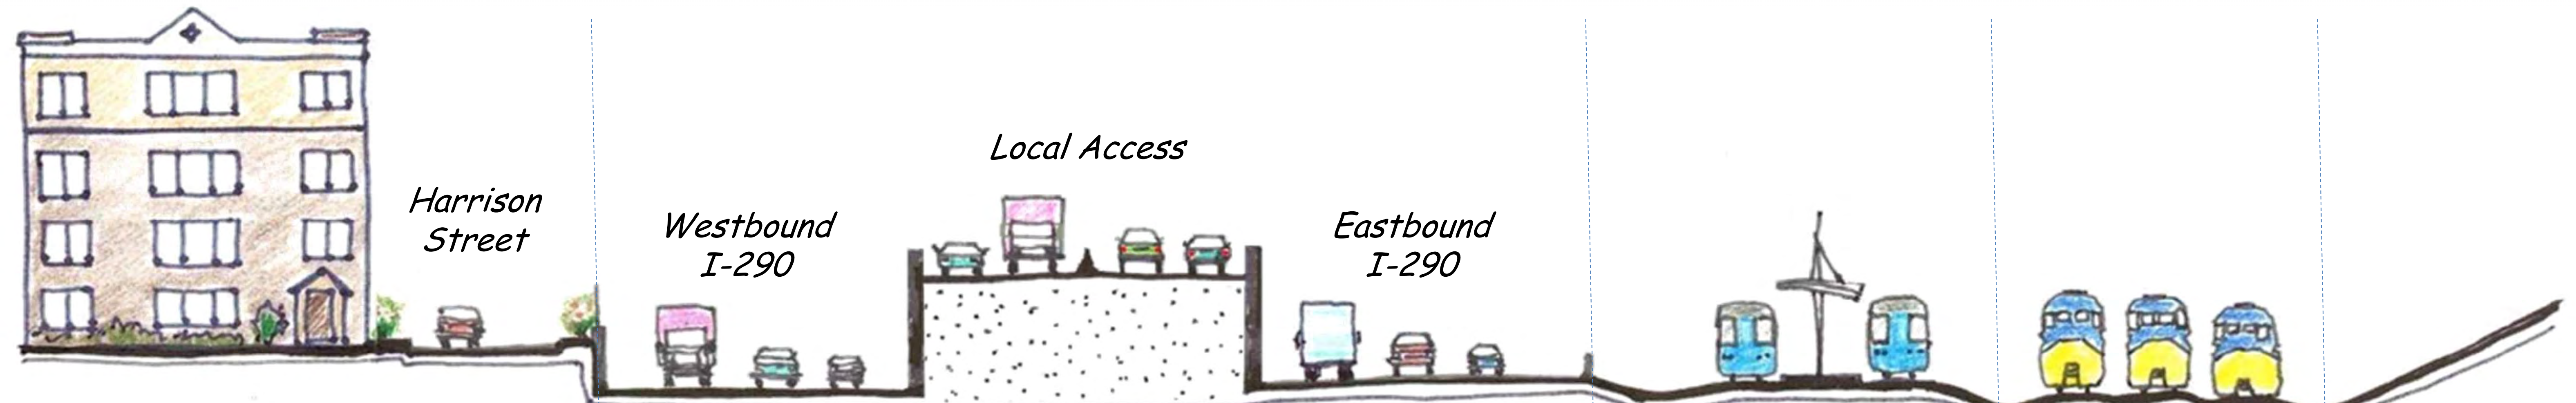 Harrison
Street
Westbound
I-290
Local Access
Eastbound
I-290